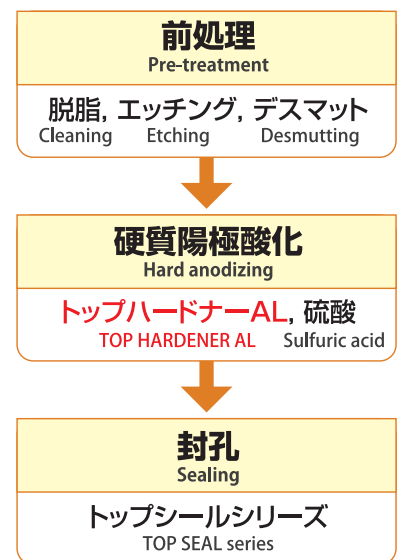 前処理
Pre-treatment
脱脂, エッチング, デスマット
Cleaning Etching Desmutting
硬質陽極酸化
Hard anodizing
トップハードナーAL, 硫酸
TOP HARDENER AL Sulfuric acid
封孔
Sealing
トップシールシリーズ
TOP SEAL series